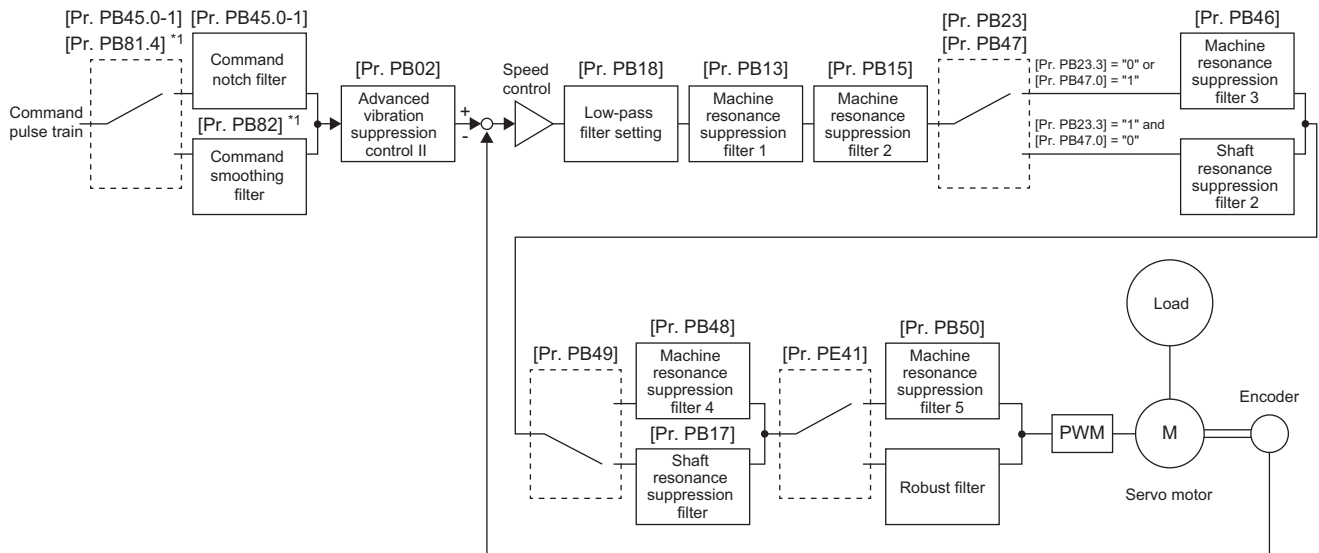 [Pr. PB45.0-1]
[Pr. PB81.4] *1
[Pr. PB45.0-1]
Command
notch filter
Command
pulse train
[Pr. PB82] *1
Command
smoothing
filter
[Pr. PB02]
Advanced
vibration
suppression
control II
+
-
Speed
control
[Pr. PB18]
Low-pass
filter setting
[Pr. PB13]
Machine
resonance
suppression
filter 1
[Pr. PB15]
Machine
resonance
suppression
filter 2
[Pr. PB23]
[Pr. PB47]
[Pr. PB23.3] = "0" or
[Pr. PB47.0] = "1"
[Pr. PB23.3] = "1" and
[Pr. PB47.0] = "0"
[Pr. PB46]
Machine
resonance
suppression
filter 3
Shaft
resonance
suppression
filter 2
[Pr. PB49]
[Pr. PB48]
Machine
resonance
suppression
filter 4
[Pr. PB17]
Shaft
resonance
suppression
filter
[Pr. PE41]
[Pr. PB50]
Machine
resonance
suppression
filter 5
Robust filter
PWM
Load
M
Servo motor
Encoder